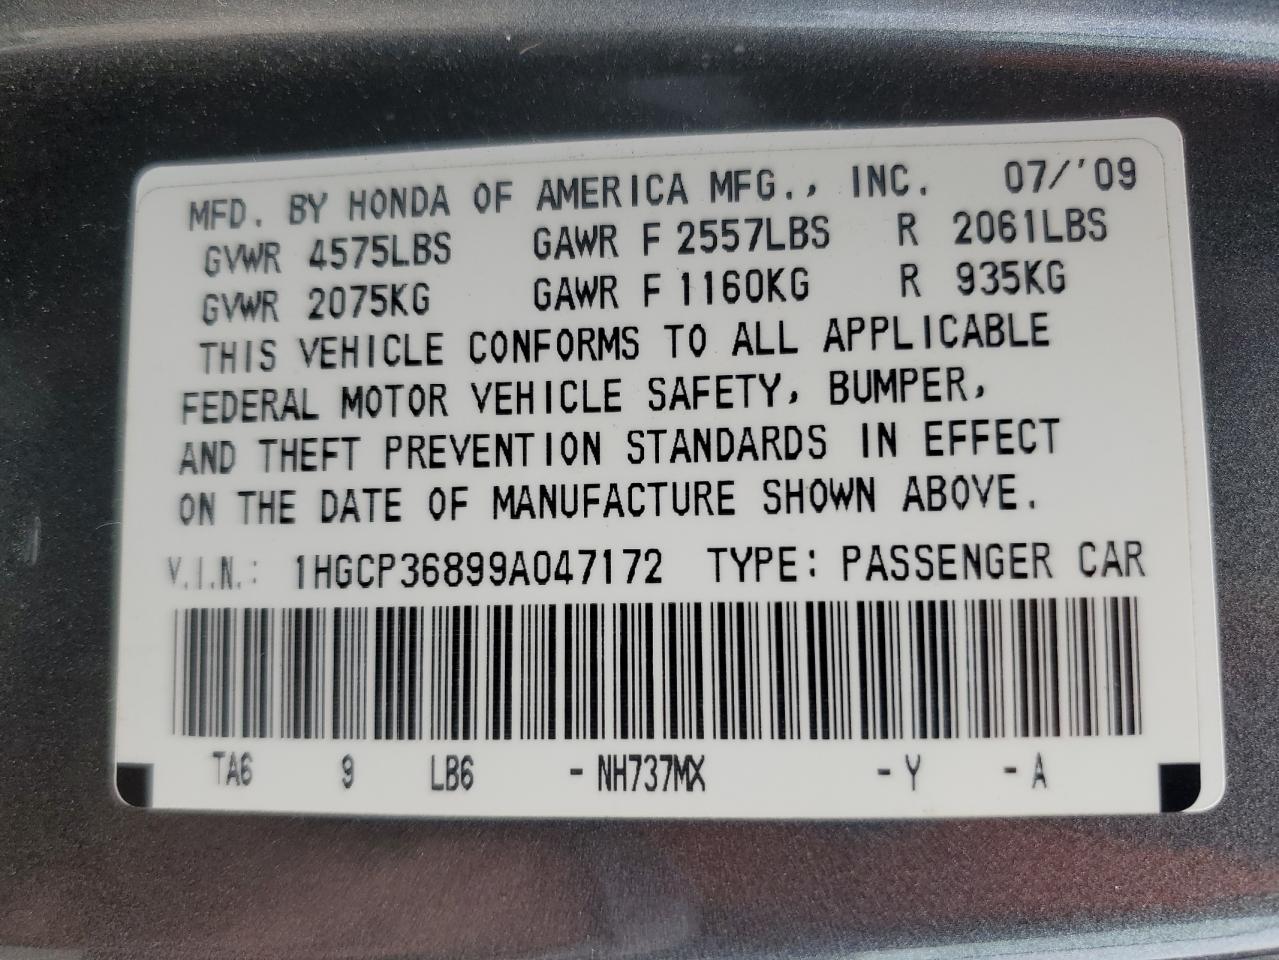 MFD. BY HONDA OF AMERICA MFG., INC. 07/'09
GVWR 4575LBS GAWR F 2557LBS R 2061LBS
GVWR 2075KG GAWR F 1160KG R 935KG
THIS VEHICLE CONFORMS TO ALL APPLICABLE
FEDERAL MOTOR VEHICLE SAFETY, BUMPER,
AND THEFT PREVENTION STANDARDS IN EFFECT
ON THE DATE OF MANUFACTURE SHOWN ABOVE.
V.I.N.: 1HGCP36899A047172 TYPE: PASSENGER CAR
TA6 9 LB6 - NH737MX - Y - A